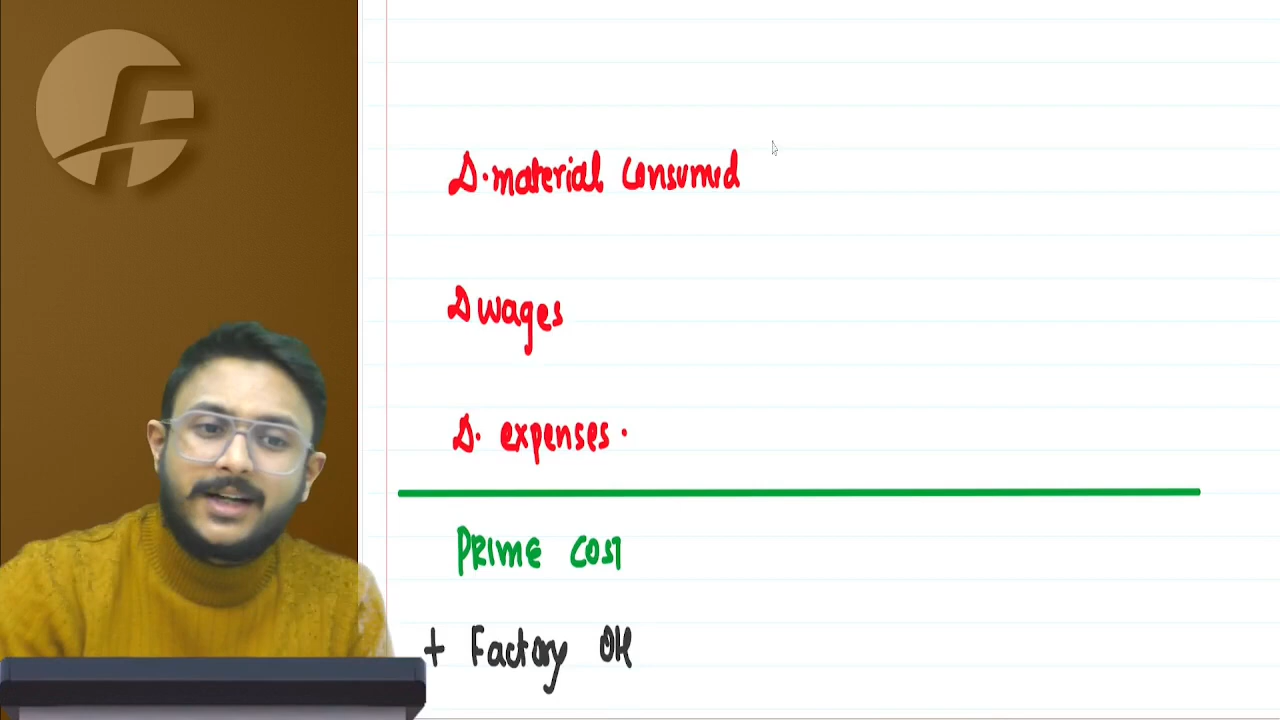 D. material consumed
D wages
D. expenses.
PRIME COST
+ Factory OH